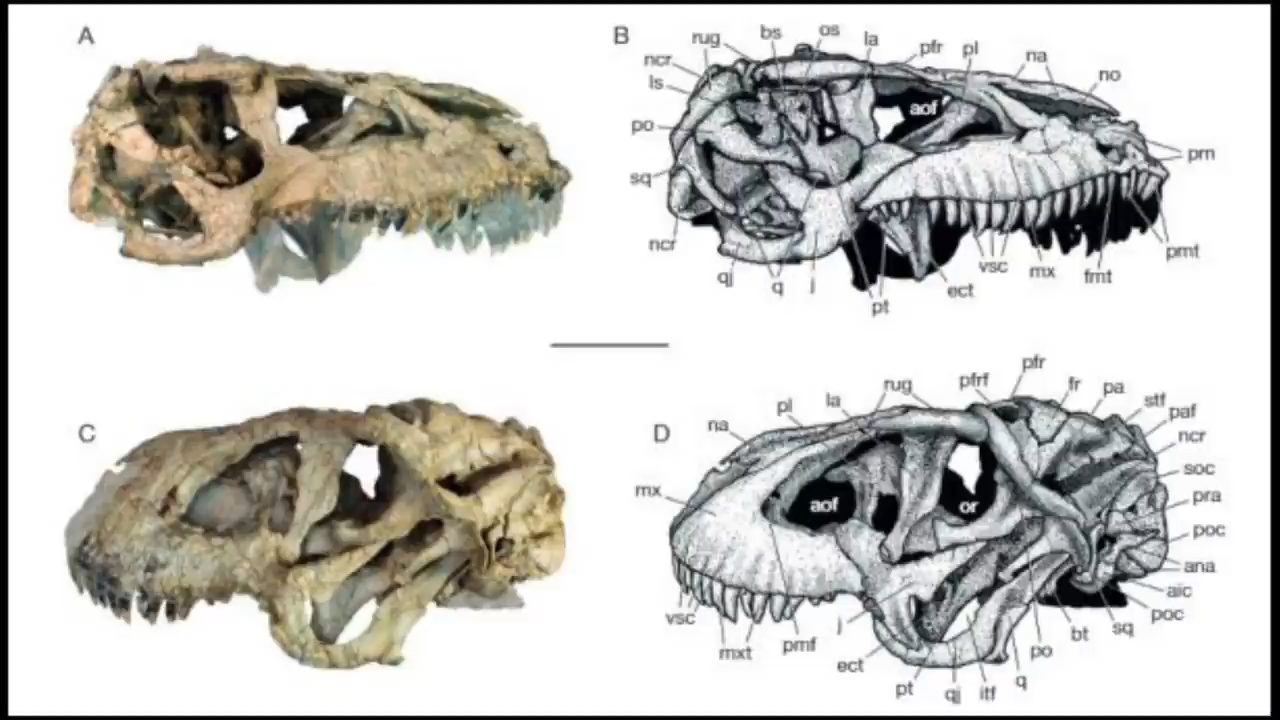 A
B
rug
bs
os
la
pfr
pl
na
no
ncr
ls
po
sq
ncr
aof
prn
qj
q
j
pt
ect
vsc
mx
fmt
pmt
C
D
pfr
rug
pfrf
fr
pa
stf
paf
ncr
soc
pra
poc
ana
aic
poc
sq
la
pl
na
mx
aof
or
vsc
mxt
pmf
j
ect
pt
qj
itf
q
po
bt